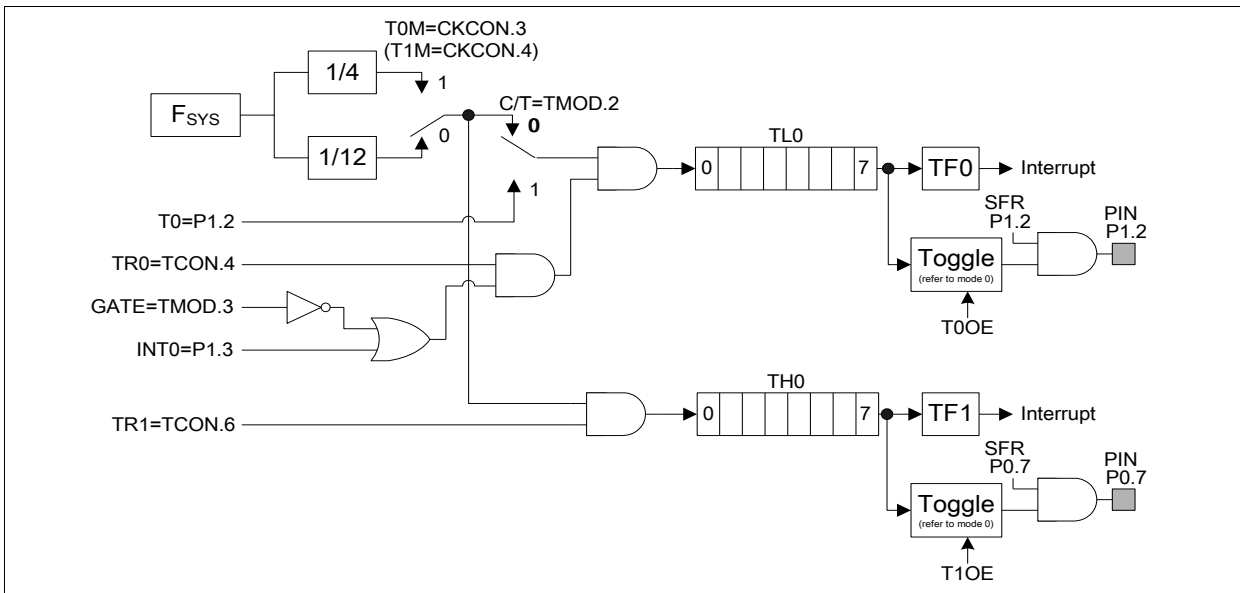 T0M=CKCON.3
(T1M=CKCON.4)
1/4
1
FSYS
C/T=TMOD.2
0
0
1/12
1
TL0
0
7
TF0
Interrupt
T0=P1.2
SFR
P1.2
PIN
P1.2
TR0=TCON.4
Toggle
(refer to mode 0)
GATE=TMOD.3
T0OE
INT0=P1.3
TH0
0
7
TF1
Interrupt
TR1=TCON.6
SFR
P0.7
PIN
P0.7
Toggle
(refer to mode 0)
T1OE